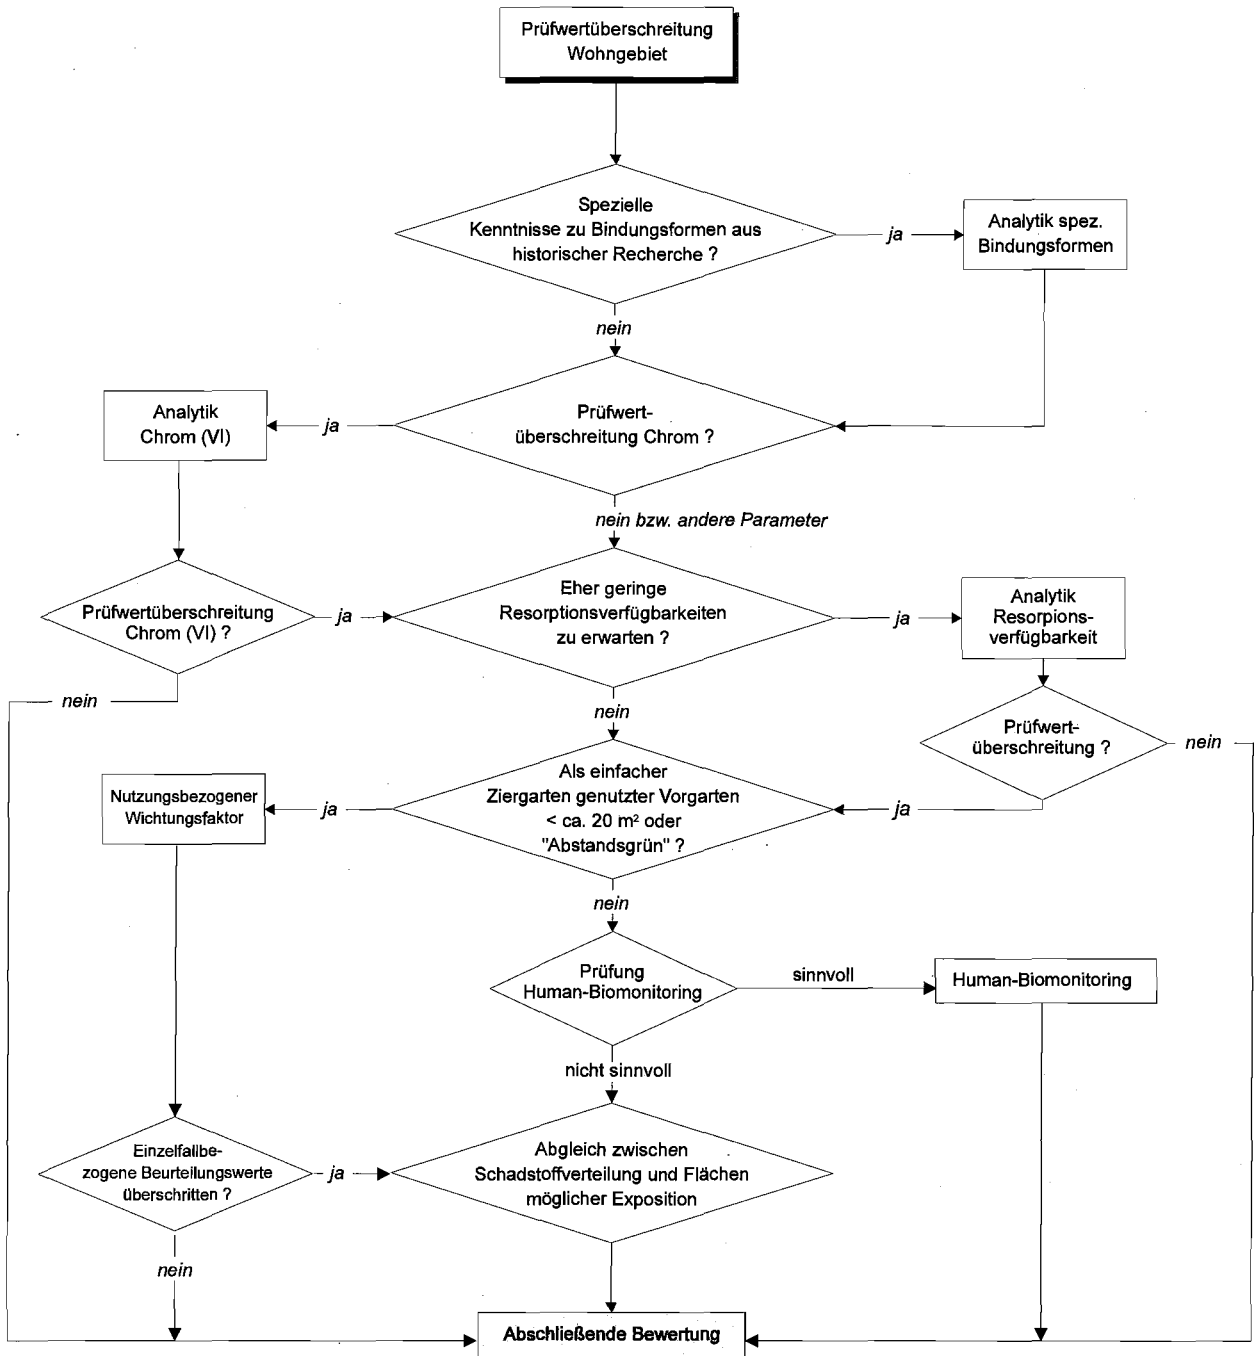 Prüfwertüberschreitung
Wohngebiet
Spezielle
Kenntnisse zu Bindungsformen aus
historischer Recherche ?
ja
Analytik spez.
Bindungsformen
nein
Analytik
Chrom (VI)
ja
Prüfwert-
überschreitung Chrom ?
nein bzw. andere Parameter
Prüfwertüberschreitung
Chrom (VI) ?
ja
Eher geringe
Resorptionsverfügbarkeiten
zu erwarten ?
ja
Analytik
Resorpions-
verfügbarkeit
nein
nein
Prüfwert-
überschreitung ?
nein
Nutzungsbezogener
Wichtungsfaktor
ja
Als einfacher
Ziergarten genutzter Vorgarten
< ca. 20 m² oder
"Abstandsgrün" ?
ja
nein
Prüfung
Human-Biomonitoring
sinnvoll
Human-Biomonitoring
nicht sinnvoll
Einzelfallbe-
zogene Beurteilungswerte
überschritten ?
ja
Abgleich zwischen
Schadstoffverteilung und Flächen
möglicher Exposition
nein
Abschließende Bewertung